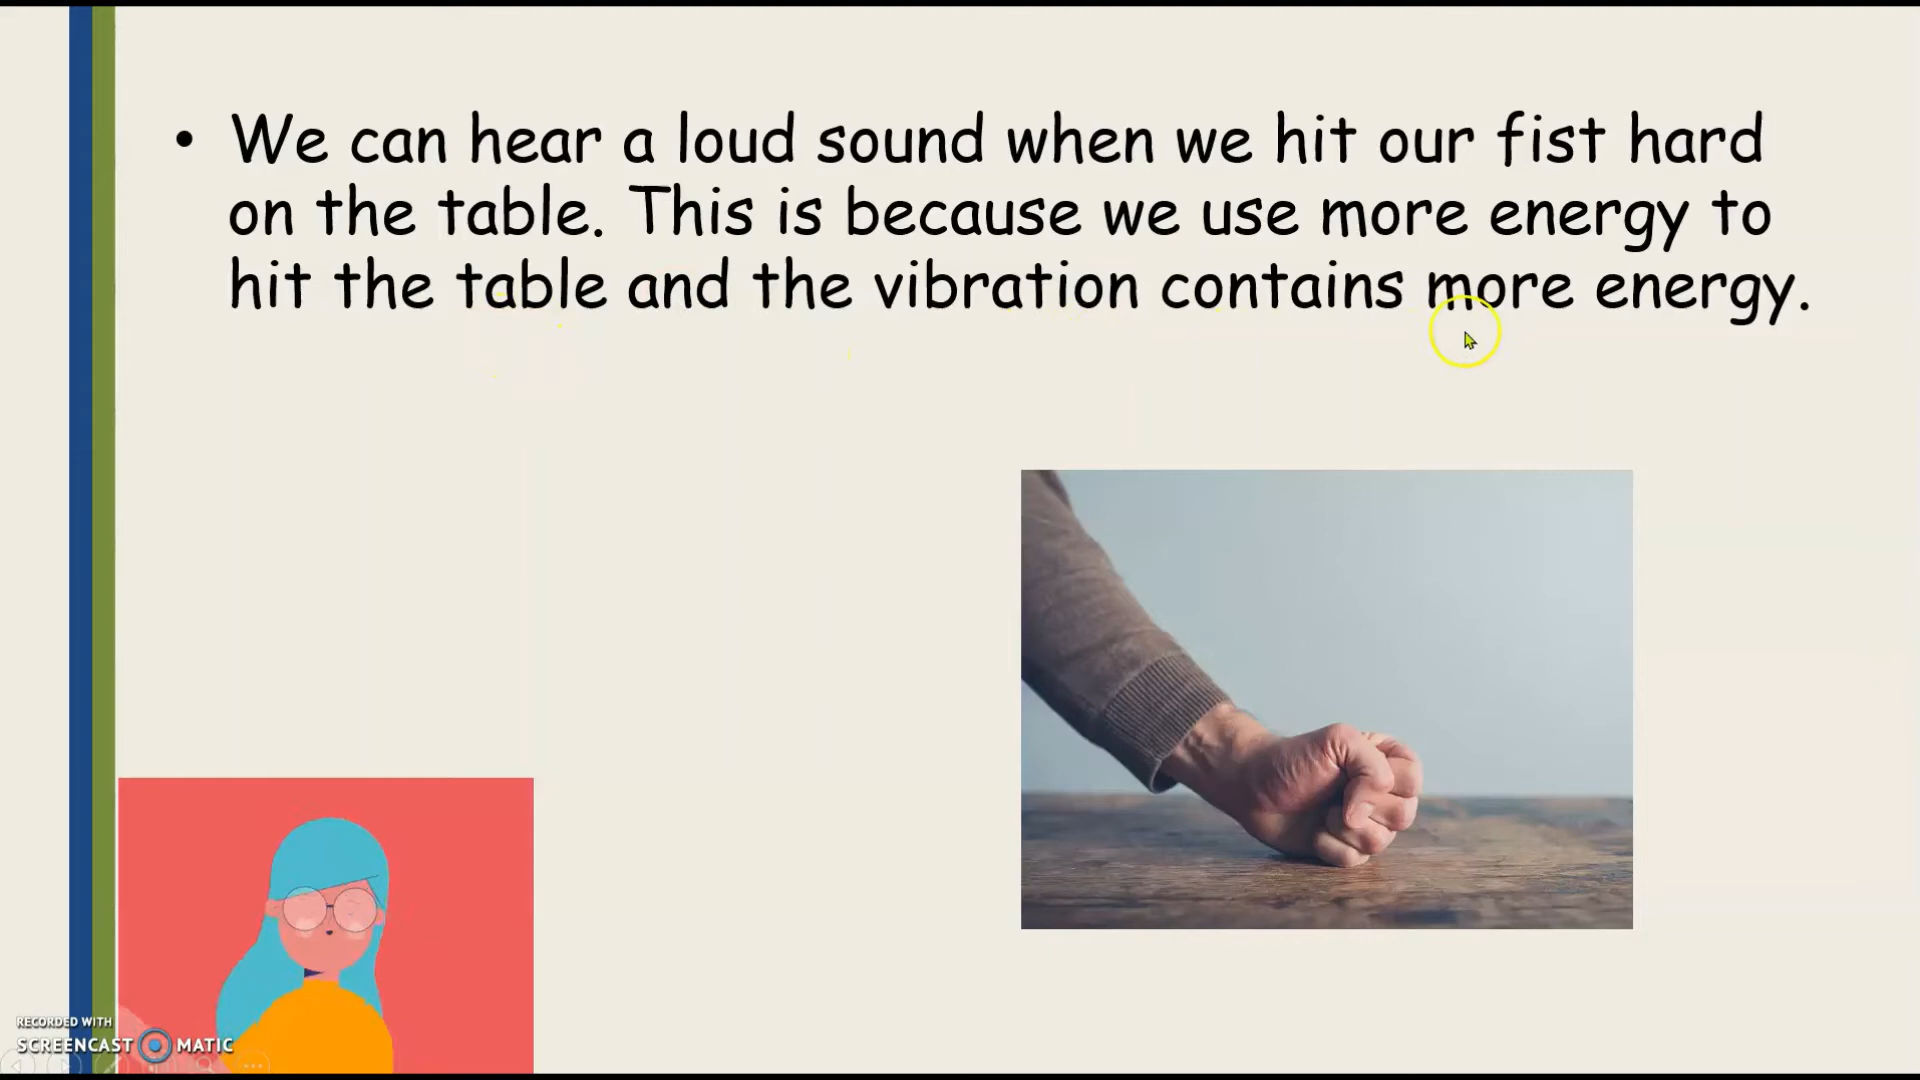 • We can hear a loud sound when we hit our fist hard
on the table. This is because we use more energy to
hit the table and the vibration contains more energy.
RECORDED WITH
SCREENCAST MATIC